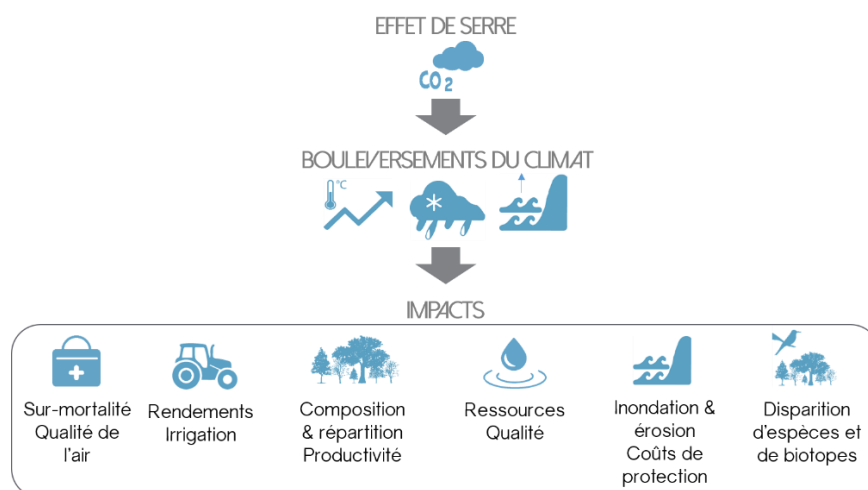 EFFET DE SERRE
CO2
BOULEVERSEMENTS DU CLIMAT
°C
IMPACTS
Sur-mortalité
Qualité de
l'air
Rendements
Irrigation
Composition
& répartition
Productivité
Ressources
Qualité
Inondation &
érosion
Coûts de
protection
Disparition
d'espèces et
de biotopes